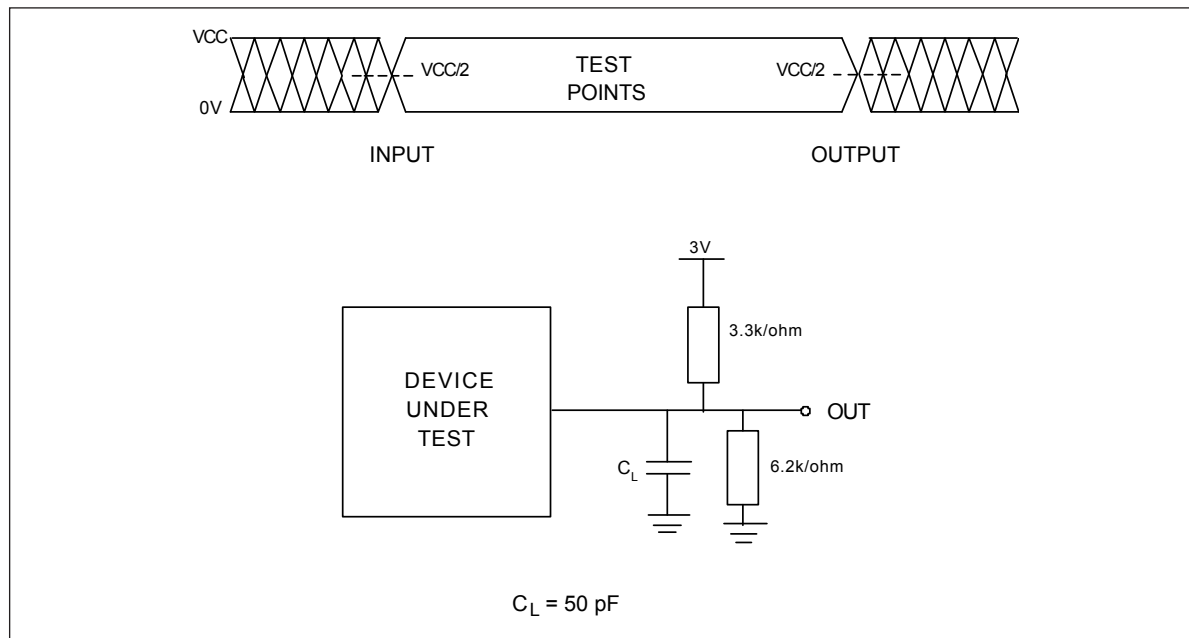 VCC
VCC/2
TEST
POINTS
VCC/2
0V
INPUT
OUTPUT
3V
3.3k/ohm
DEVICE
UNDER
TEST
OUT
CL
6.2k/ohm
CL = 50 pF